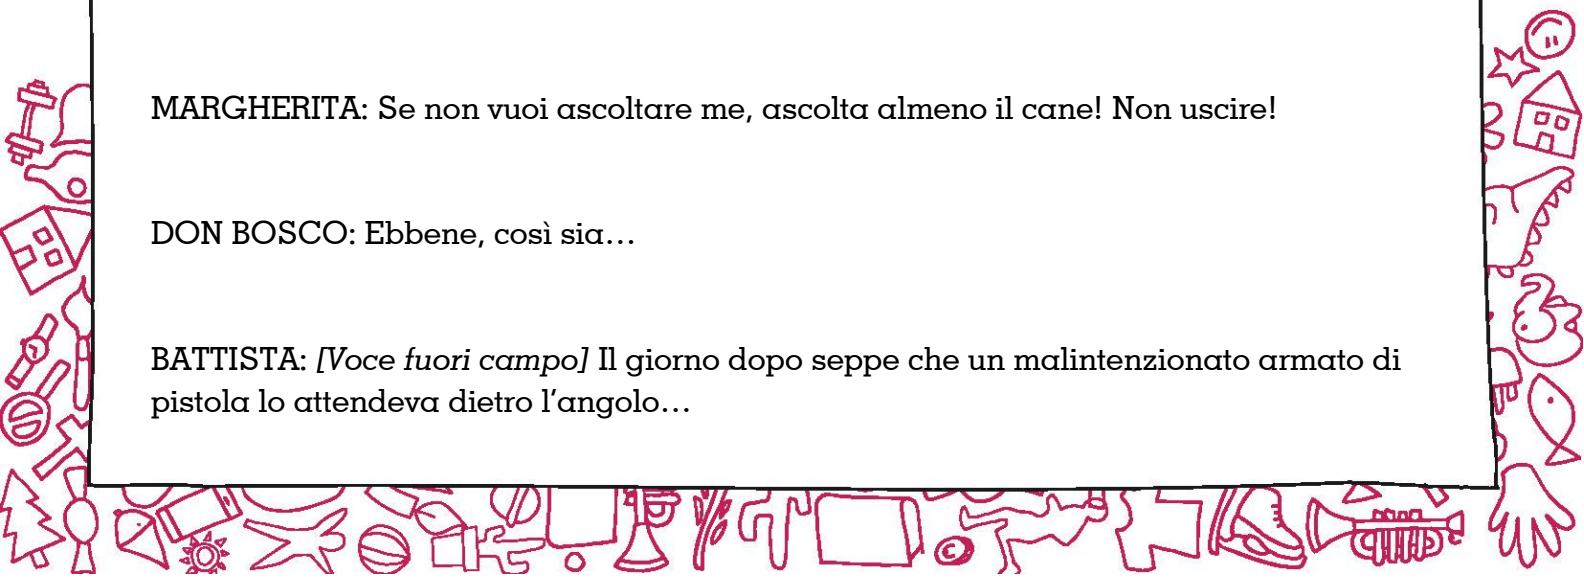 MARGHERITA: Se non vuoi ascoltare me, ascolta almeno il cane! Non uscire!
DON BOSCO: Ebbene, così sia…
BATTISTA: [Voce fuori campo] Il giorno dopo seppe che un malintenzionato armato di
pistola lo attendeva dietro l’angolo…